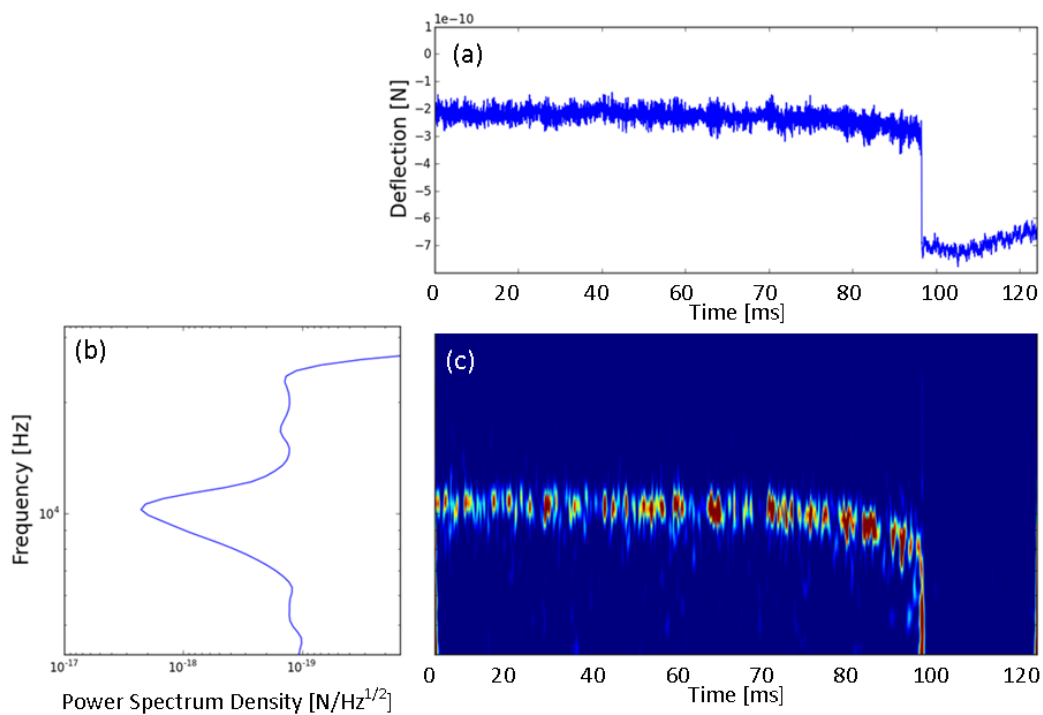 1e−10
(a)
Deflection [N]
1
0
−1
−2
−3
−4
−5
−6
−7
0 20 40 60 70 80 100 120
Time [ms]
(b)
Frequency [Hz]
10⁴
10⁻¹⁷ 10⁻¹⁸ 10⁻¹⁹
Power Spectrum Density [N/Hz^1/2]
(c)
0 20 40 60 70 80 100 120
Time [ms]